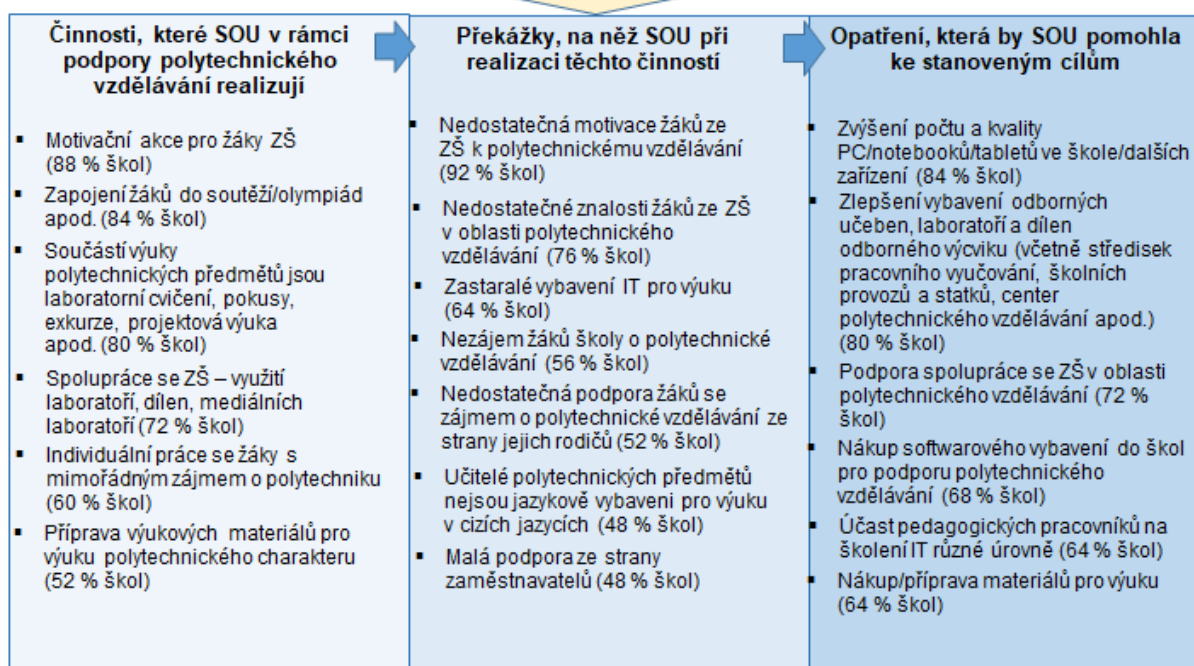 Činnosti, které SOU v rámci
podpory polytechnického
vzdělávání realizují
▪ Motivační akce pro žáky ZŠ
(88 % škol)
▪ Zapojení žáků do soutěží/olympiád
apod. (84 % škol)
▪ Součástí výuky
polytechnických předmětů jsou
laboratorní cvičení, pokusy,
exkurze, projektová výuka
apod. (80 % škol)
▪ Spolupráce se ZŠ – využití
laboratoří, dílen, mediálních
laboratoří (72 % škol)
▪ Individuální práce se žáky s
mimořádným zájmem o polytechniku
(60 % škol)
▪ Příprava výukových materiálů pro
výuku polytechnického charakteru
(52 % škol)
Překážky, na něž SOU při
realizaci těchto činností
▪ Nedostatečná motivace žáků ze
ZŠ k polytechnickému vzdělávání
(92 % škol)
▪ Nedostatečné znalosti žáků ze ZŠ
v oblasti polytechnického
vzdělávání (76 % škol)
▪ Zastaralé vybavení IT pro výuku
(64 % škol)
▪ Nezájem žáků školy o polytechnické
vzdělávání (56 % škol)
▪ Nedostatečná podpora žáků se
zájmem o polytechnické vzdělávání ze
strany jejich rodičů (52 % škol)
▪ Učitelé polytechnických předmětů
nejsou jazykově vybaveni pro výuku
v cizích jazycích (48 % škol)
▪ Malá podpora ze strany
zaměstnavatelů (48 % škol)
Opatření, která by SOU pomohla
ke stanoveným cílům
▪ Zvýšení počtu a kvality
PC/notebooků/tabletů ve škole/dalších
zařízení (84 % škol)
▪ Zlepšení vybavení odborných
učeben, laboratoří a dílen
odborného výcviku (včetně středisek
pracovního vyučování, školních
provozů a statků, center
polytechnického vzdělávání apod.)
(80 % škol)
▪ Podpora spolupráce se ZŠ v oblasti
polytechnického vzdělávání (72 %
škol)
▪ Nákup softwarového vybavení do škol
pro podporu polytechnického
vzdělávání (68 % škol)
▪ Účast pedagogických pracovníků na
školení IT různé úrovně (64 % škol)
▪ Nákup/příprava materiálů pro výuku
(64 % škol)